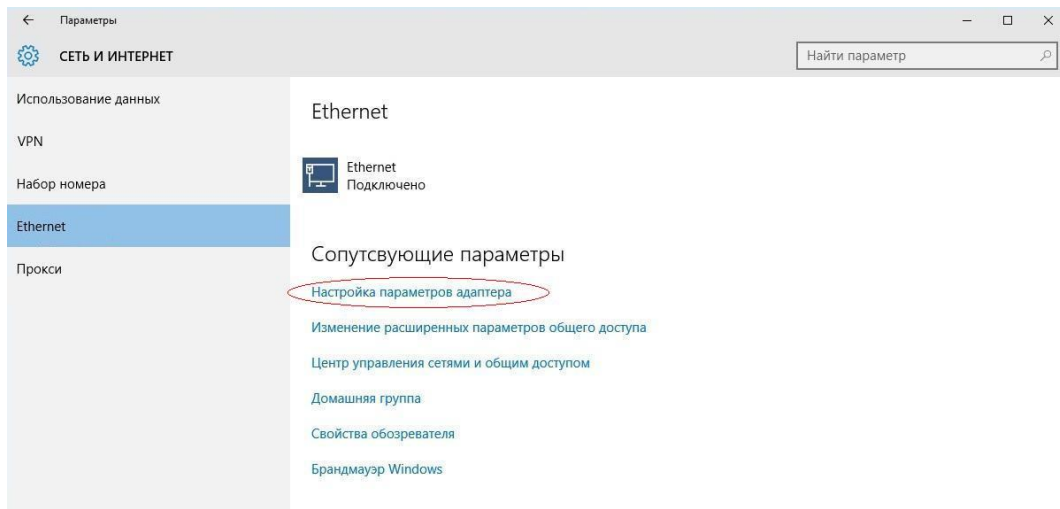 Параметры
СЕТЬ И ИНТЕРНЕТ
Найти параметр
Использование данных
VPN
Набор номера
Ethernet
Прокси
Ethernet
Ethernet
Подключено
Сопутсвующие параметры
Настройка параметров адаптера
Изменение расширенных параметров общего доступа
Центр управления сетями и общим доступом
Домашняя группа
Свойства обозревателя
Брандмауэр Windows